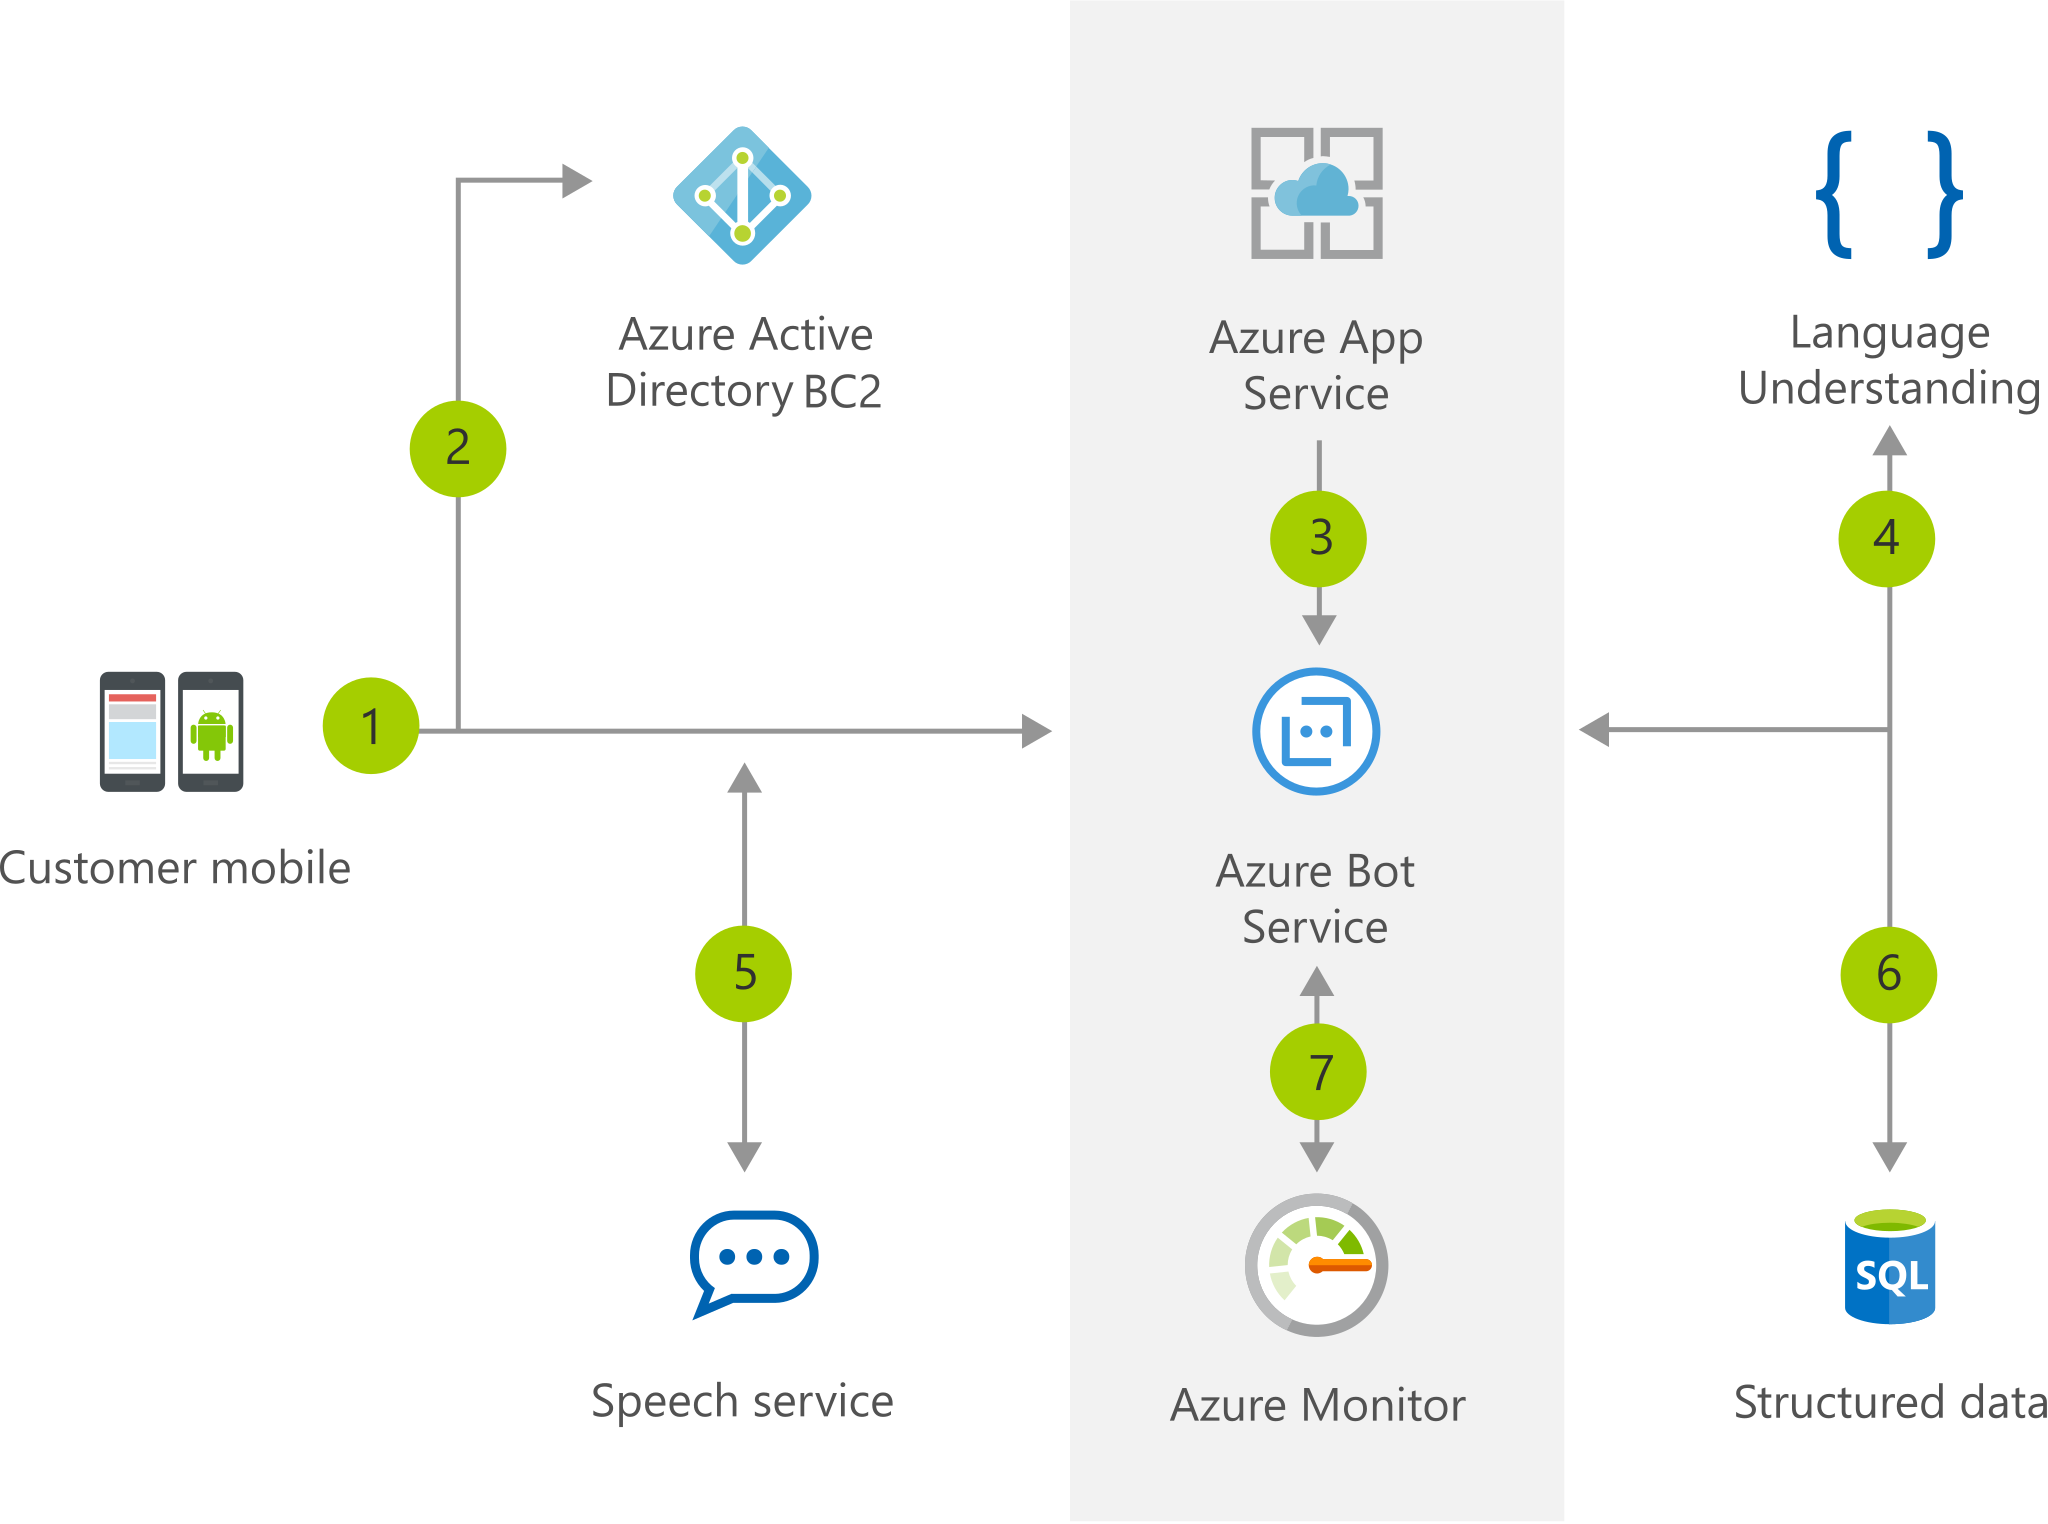 Azure Active
Directory BC2
Azure App
Service
Language
Understanding
2
3
4
1
Customer mobile
Azure Bot
Service
5
6
7
SQL
Speech service
Azure Monitor
Structured data